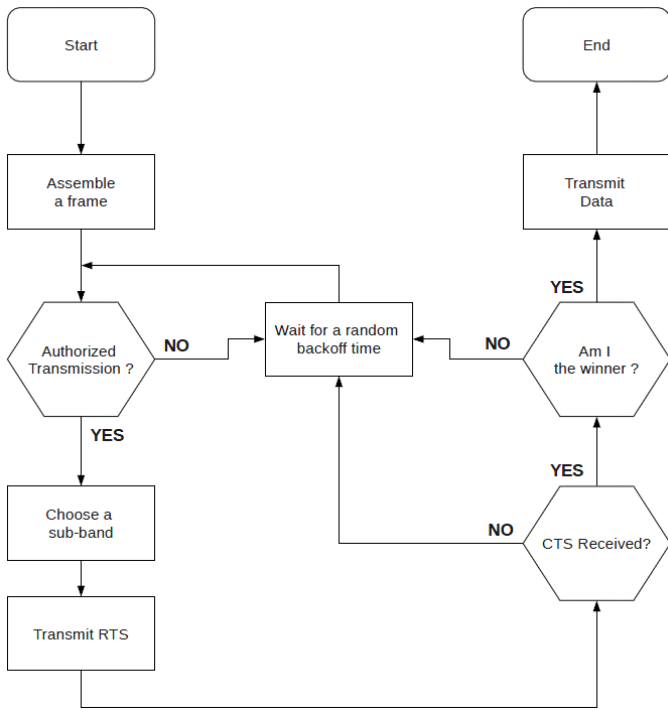 Start
End
Assemble
a frame
Transmit
Data
YES
Authorized
Transmission ?
NO
Wait for a random
backoff time
NO
Am I
the winner ?
YES
YES
Choose a
sub-band
NO
CTS Received?
Transmit RTS